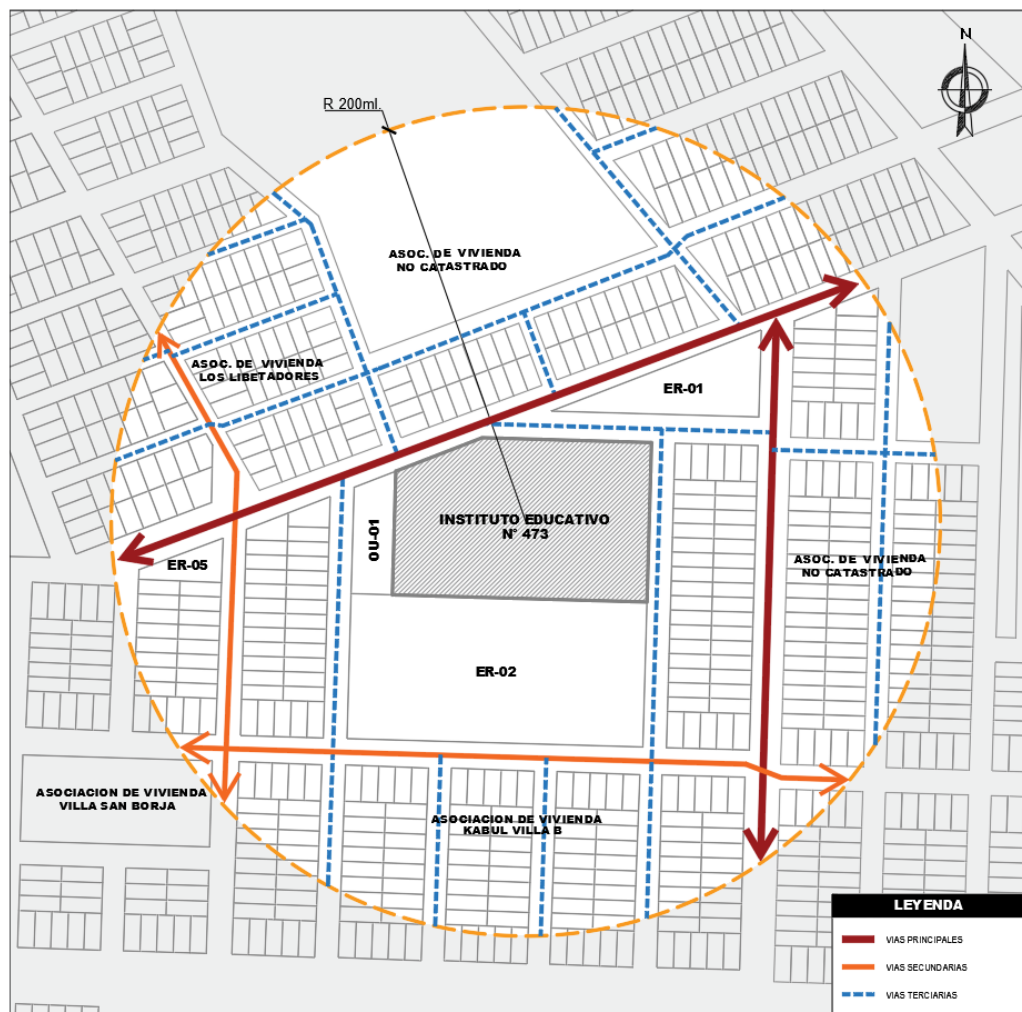 N
R 200ml.
ASOC. DE VIVIENDA
NO CATASTRADO
ASOC. DE VIVIENDA
LOS LIBETADORES
ER-01
INSTITUTO EDUCATIVO
N° 473
OU-01
ER-05
ASOC. DE VIVIENDA
NO CATASTRADO
ER-02
ASOCIACION DE VIVIENDA
VILLA SAN BORJA
ASOCIACION DE VIVIENDA
KABUL VILLA B
LEYENDA
VIAS PRINCIPALES
VIAS SECUNDARIAS
VIAS TERCIARIAS